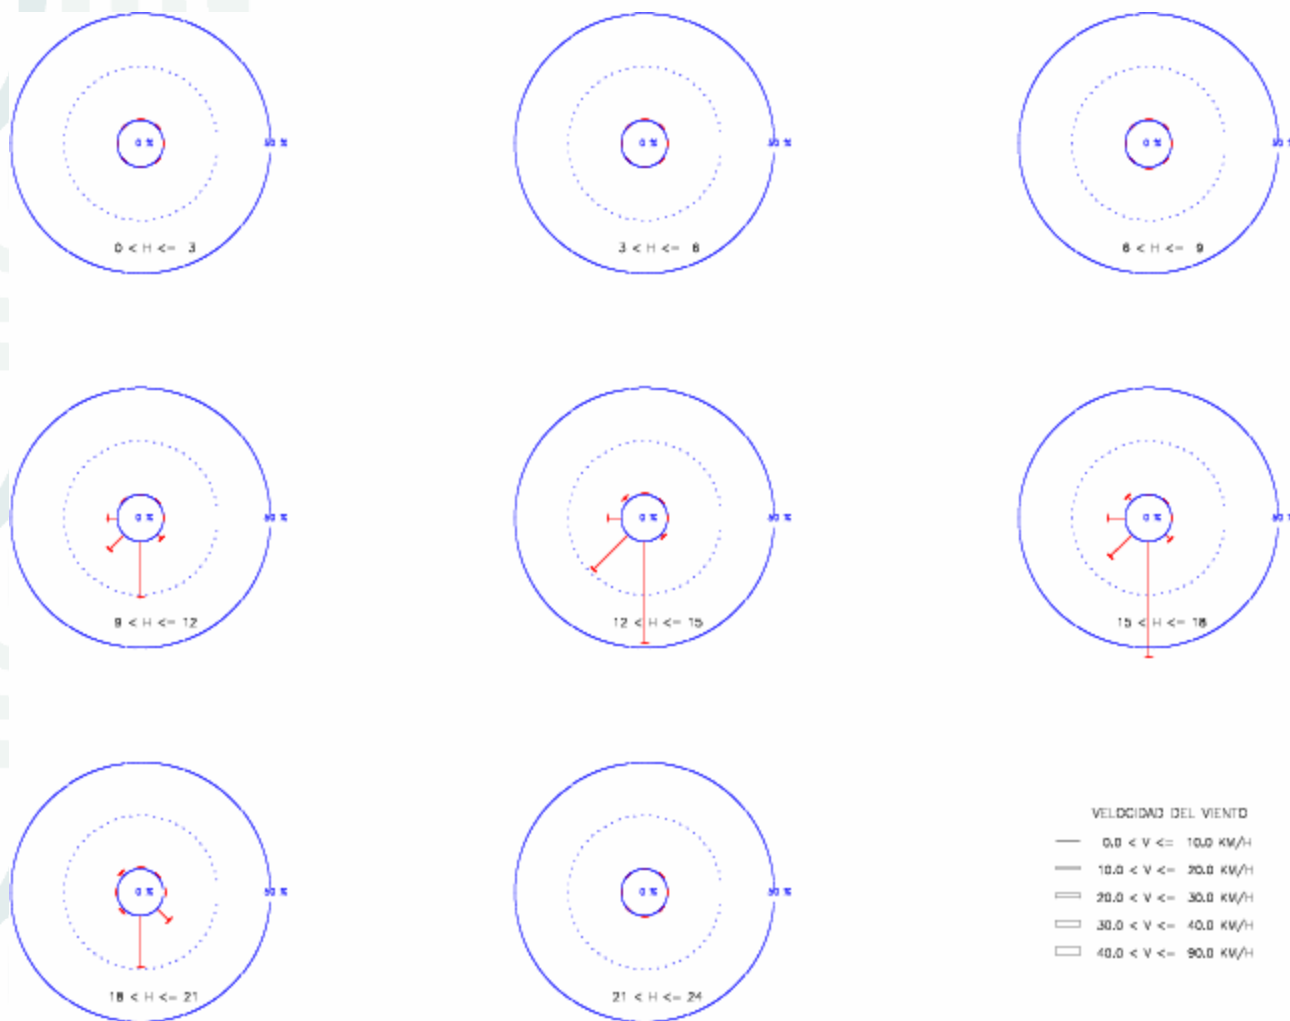 0 %
0 < H <= 3
0 %
3 < H <= 6
0 %
6 < H <= 9
0 %
9 < H <= 12
0 %
12 < H <= 15
0 %
15 < H <= 18
0 %
18 < H <= 21
0 %
21 < H <= 24
VELOCIDAD DEL VIENTO
0.0 < V <= 10.0 KM/H
10.0 < V <= 20.0 KM/H
20.0 < V <= 30.0 KM/H
30.0 < V <= 40.0 KM/H
40.0 < V <= 90.0 KM/H